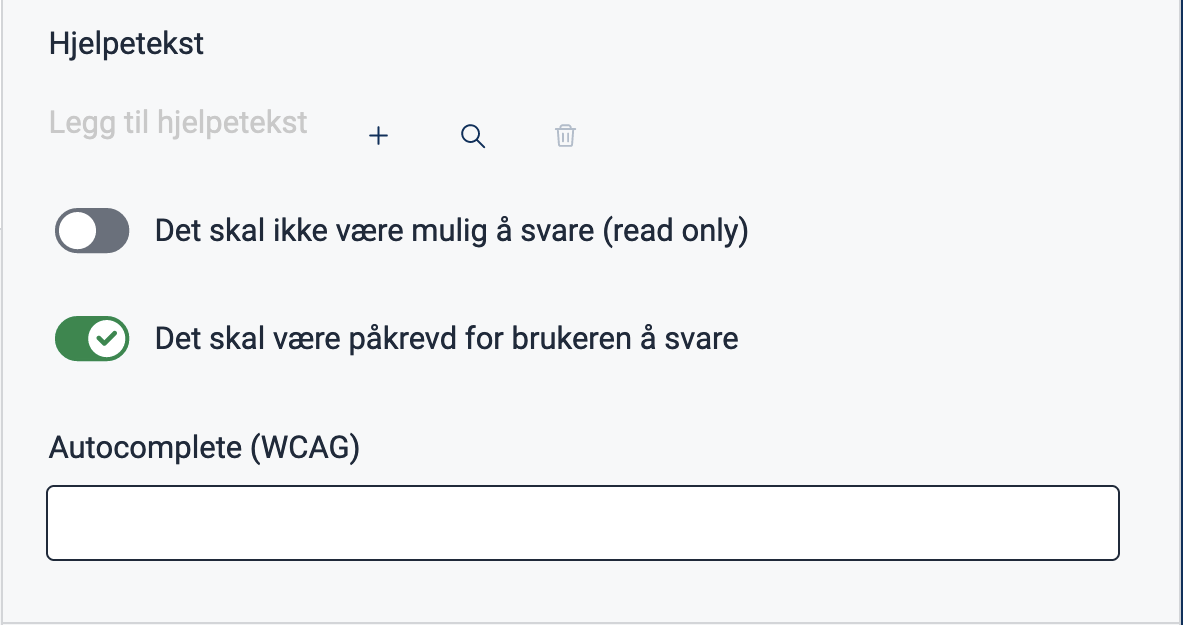 Hjelpetekst
Legg til hjelpetekst
Det skal ikke være mulig å svare (read only)
Det skal være påkrevd for brukeren å svare
Autocomplete (WCAG)